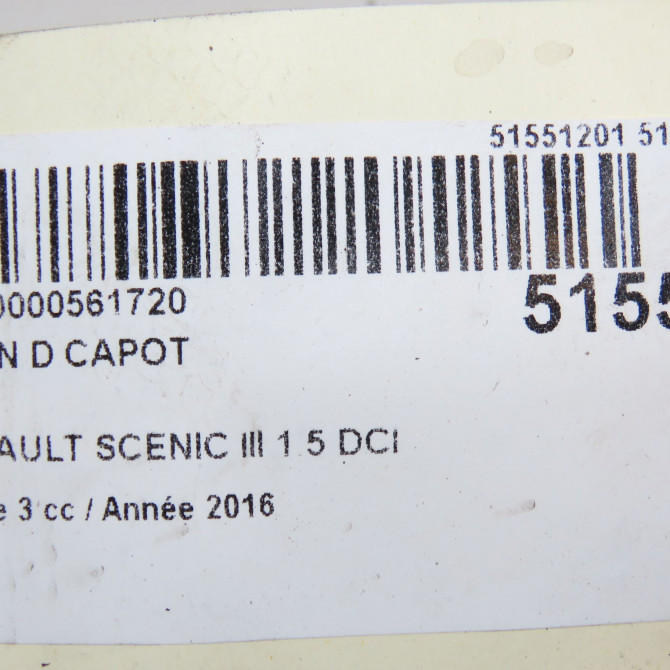 51551201 51
0000561720
5155
N D CAPOT
AULT SCENIC III 1.5 DCI
e 3 cc / Année 2016